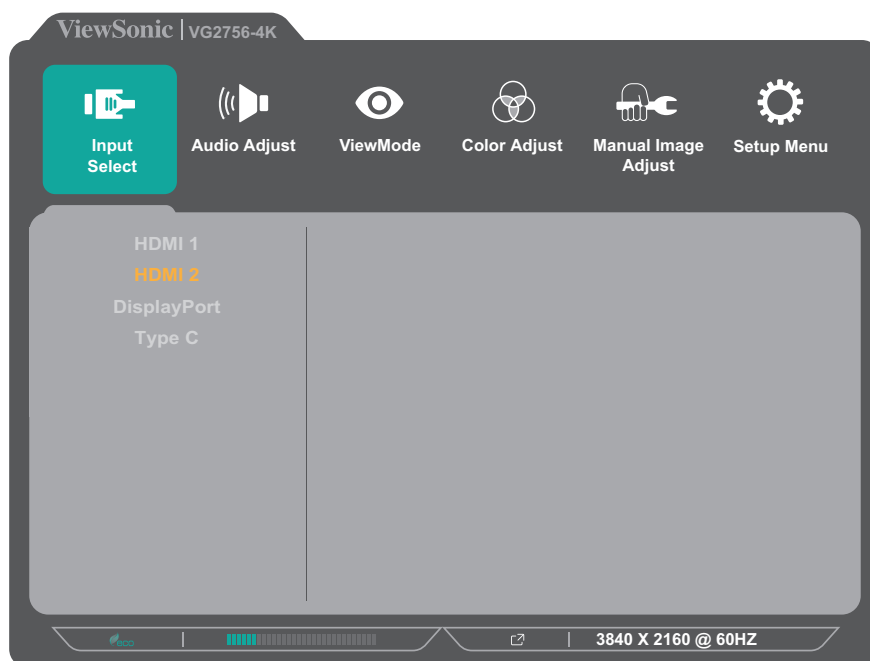 ViewSonic | VG2756-4K
Input Select
Audio Adjust
ViewMode
Color Adjust
Manual Image Adjust
Setup Menu
HDMI 1
HDMI 2
DisplayPort
Type C
eco
3840 X 2160 @ 60HZ